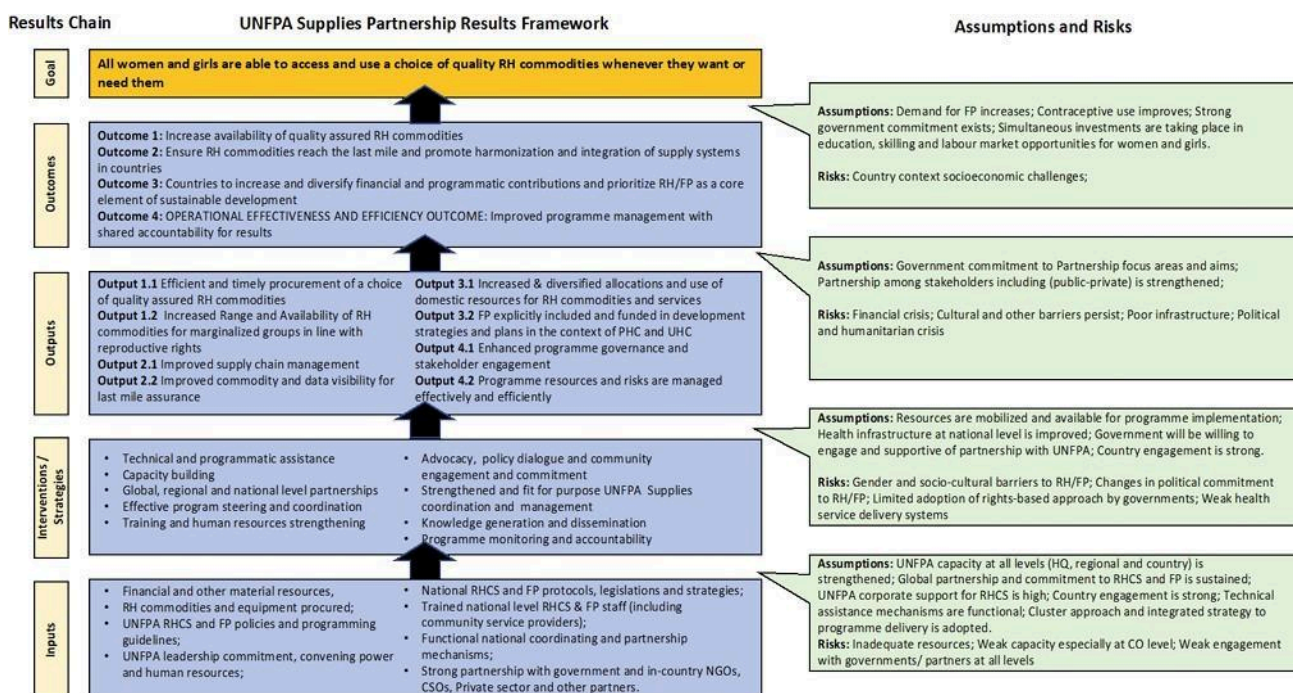 Results Chain
UNFPA Supplies Partnership Results Framework
Assumptions and Risks
Goal
All women and girls are able to access and use a choice of quality RH commodities whenever they want or
need them
Assumptions: Demand for FP increases; Contraceptive use improves; Strong
government commitment exists; Simultaneous investments are taking place in
education, skilling and labour market opportunities for women and girls.
Risks: Country context socioeconomic challenges;
Outcomes
Outcome 1: Increase availability of quality assured RH commodities
Outcome 2: Ensure RH commodities reach the last mile and promote harmonization and integration of supply systems
in countries
Outcome 3: Countries to increase and diversify financial and programmatic contributions and prioritize RH/FP as a core
element of sustainable development
Outcome 4: OPERATIONAL EFFECTIVENESS AND EFFICIENCY OUTCOME: Improved programme management with
shared accountability for results
Assumptions: Government commitment to Partnership focus areas and aims;
Partnership among stakeholders including (public-private) is strengthened;
Risks: Financial crisis; Cultural and other barriers persist; Poor infrastructure; Political
and humanitarian crisis
Outputs
Output 1.1 Efficient and timely procurement of a choice
of quality assured RH commodities
Output 1.2 Increased Range and Availability of RH
commodities for marginalized groups in line with
reproductive rights
Output 2.1 Improved supply chain management
Output 2.2 Improved commodity and data visibility for
last mile assurance
Output 3.1 Increased & diversified allocations and use of
domestic resources for RH commodities and services
Output 3.2 FP explicitly included and funded in development
strategies and plans in the context of PHC and UHC
Output 4.1 Enhanced programme governance and
stakeholder engagement
Output 4.2 Programme resources and risks are managed
effectively and efficiently
Assumptions: Resources are mobilized and available for programme implementation;
Health infrastructure at national level is improved; Government will be willing to
engage and supportive of partnership with UNFPA; Country engagement is strong.
Risks: Gender and socio-cultural barriers to RH/FP; Changes in political commitment
to RH/FP; Limited adoption of rights-based approach by governments; Weak health
service delivery systems
Interventions /
Strategies
• Technical and programmatic assistance
• Capacity building
• Global, regional and national level partnerships
• Effective program steering and coordination
• Training and human resources strengthening
• Advocacy, policy dialogue and community
engagement and commitment
• Strengthened and fit for purpose UNFPA Supplies
coordination and management
• Knowledge generation and dissemination
• Programme monitoring and accountability
Assumptions: UNFPA capacity at all levels (HQ, regional and country) is
strengthened; Global partnership and commitment to RHCS and FP is sustained;
UNFPA corporate support for RHCS is high; Country engagement is strong; Technical
assistance mechanisms are functional; Cluster approach and integrated strategy to
programme delivery is adopted.
Risks: Inadequate resources; Weak capacity especially at CO level; Weak engagement
with governments/ partners at all levels
Inputs
• Financial and other material resources,
• RH commodities and equipment procured;
• UNFPA RHCS and FP policies and programming
guidelines;
• UNFPA leadership commitment, convening power
and human resources;
• National RHCS and FP protocols, legislations and strategies;
• Trained national level RHCS & FP staff (including
community service providers);
• Functional national coordinating and partnership
mechanisms;
• Strong partnership with government and in-country NGOs,
CSOs, Private sector and other partners.